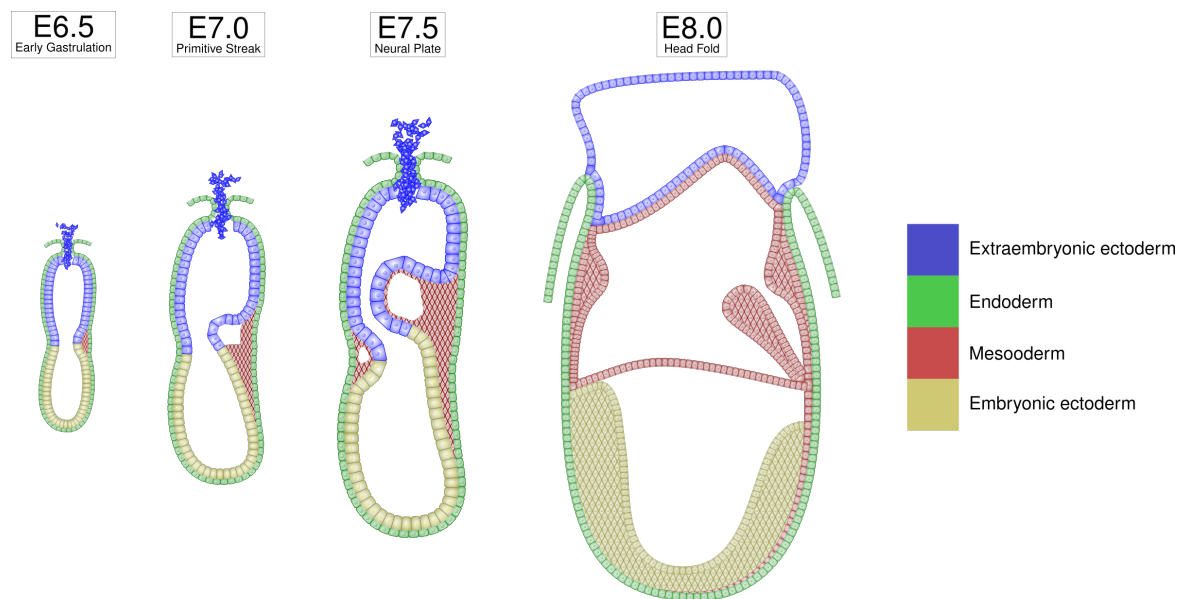 E6.5
Early Gastrulation
E7.0
Primitive Streak
E7.5
Neural Plate
E8.0
Head Fold
Extraembryonic ectoderm
Endoderm
Mesooderm
Embryonic ectoderm